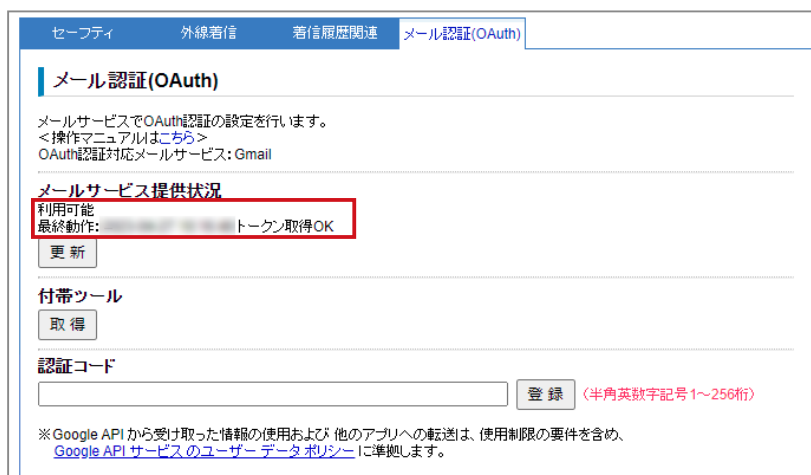 セーフティ 外線着信 着信履歴関連 メール認証(OAuth)
メール認証(OAuth)
メールサービスでOAuth認証の設定を行います。
<操作マニュアルはこちら>
OAuth認証対応メールサービス: Gmail
メールサービス提供状況
利用可能
最終動作: トークン取得OK
更新
付帯ツール
取得
認証コード
登録 (半角英数字記号1～256桁)
※Google API から受け取った情報の使用および 他のアプリへの転送は、使用制限の要件を含め、
Google API サービス のユーザー データ ポリシー に準拠します。